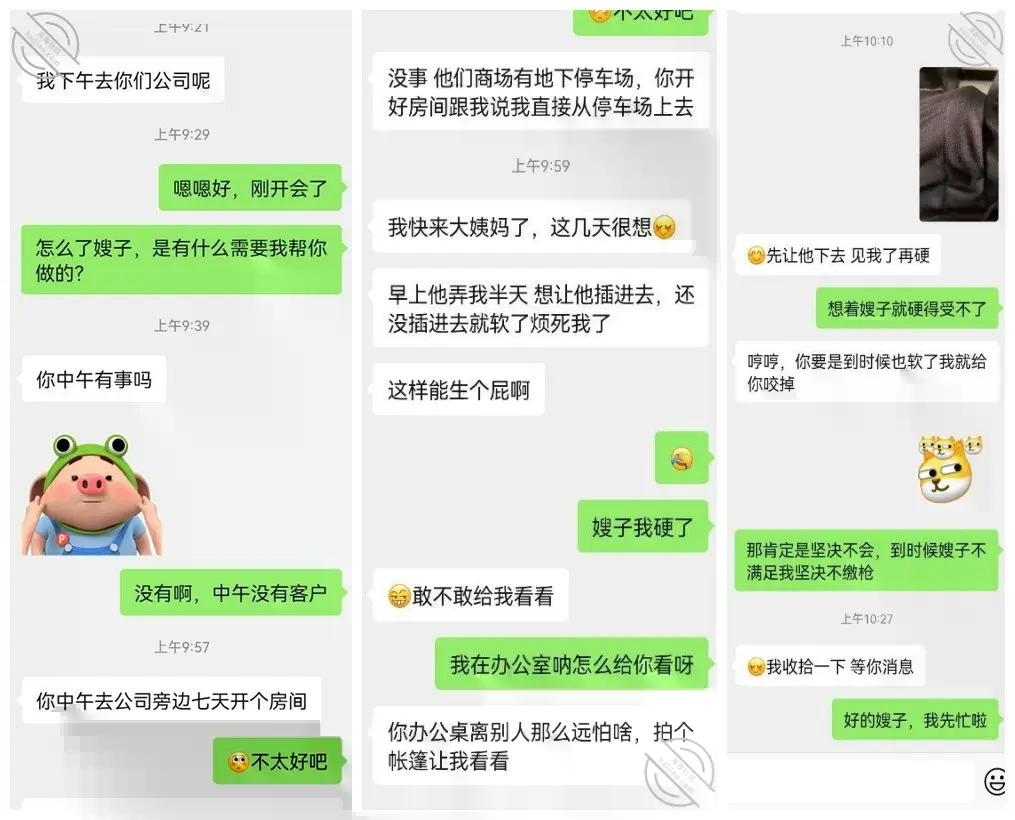 上午9:21
我下午去你们公司呢
上午9:29
嗯嗯好，刚开会了
怎么了嫂子，是有什么需要我帮你
做的？
上午9:39
你中午有事吗
P
没有啊，中午没有客户
上午9:57
你中午去公司旁边七天开个房间
不太好吧
不太好吧
没事 他们商场有地下停车场，你开
好房间跟我说我直接从停车场上去
上午9:59
我快来大姨妈了，这几天很想
早上他弄我半天 想让他插进去，还
没插进去就软了烦死我了
这样能生个屁啊
嫂子我硬了
敢不敢给我看看
我在办公室呐怎么给你看呀
你办公桌离别人那么远怕啥，拍个
帐篷让我看看
上午10:10
先让他下去 见我了再硬
想着嫂子就硬得受不了
哼哼，你要是到时候也软了我就给
你咬掉
那肯定是坚决不会，到时候嫂子不
满足我坚决不缴枪
上午10:27
我收拾一下 等你消息
好的嫂子，我先忙啦